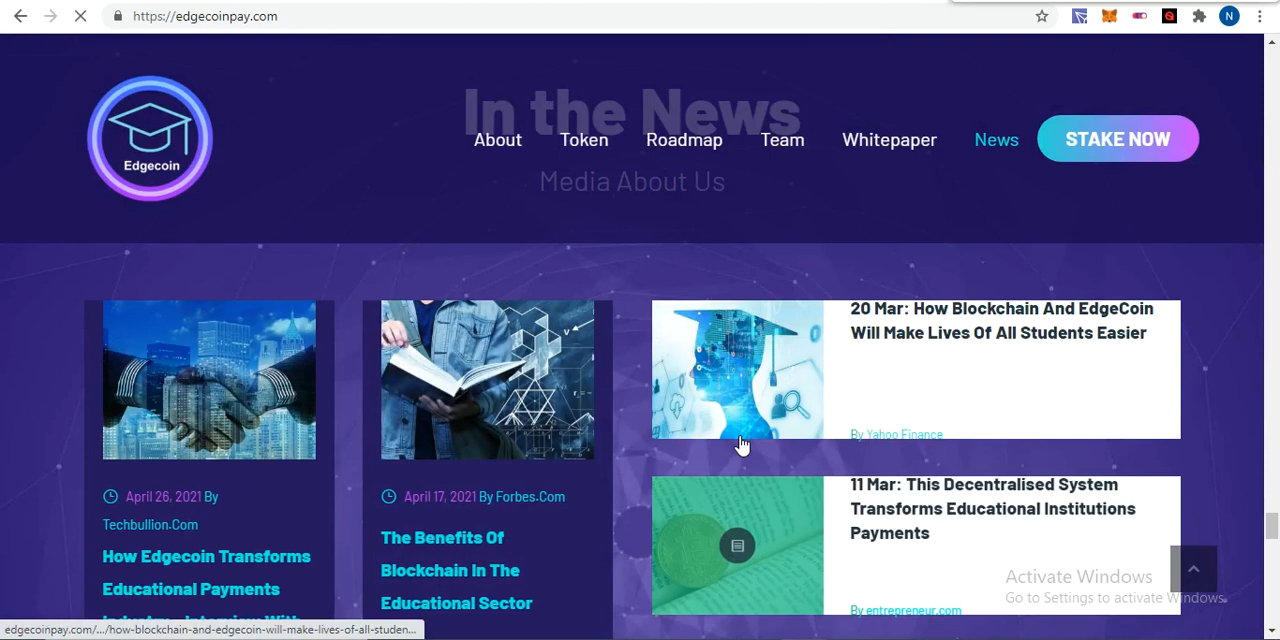 https://edgecoinpay.com
N
In the News
Edgecoin
About
Token
Roadmap
Team
Whitepaper
News
STAKE NOW
Media About Us
April 26, 2021 By
Techbullion.Com
How Edgecoin Transforms
Educational Payments
Industry - Interview With
April 17, 2021 By Forbes.Com
The Benefits Of
Blockchain In The
Educational Sector
20 Mar: How Blockchain And EdgeCoin
Will Make Lives Of All Students Easier
By Yahoo Finance
11 Mar: This Decentralised System
Transforms Educational Institutions
Payments
By entrepreneur.com
Activate Windows
Go to Settings to activate Windows.
edgecoinpay.com/.../how-blockchain-and-edgecoin-will-make-lives-of-all-studen...